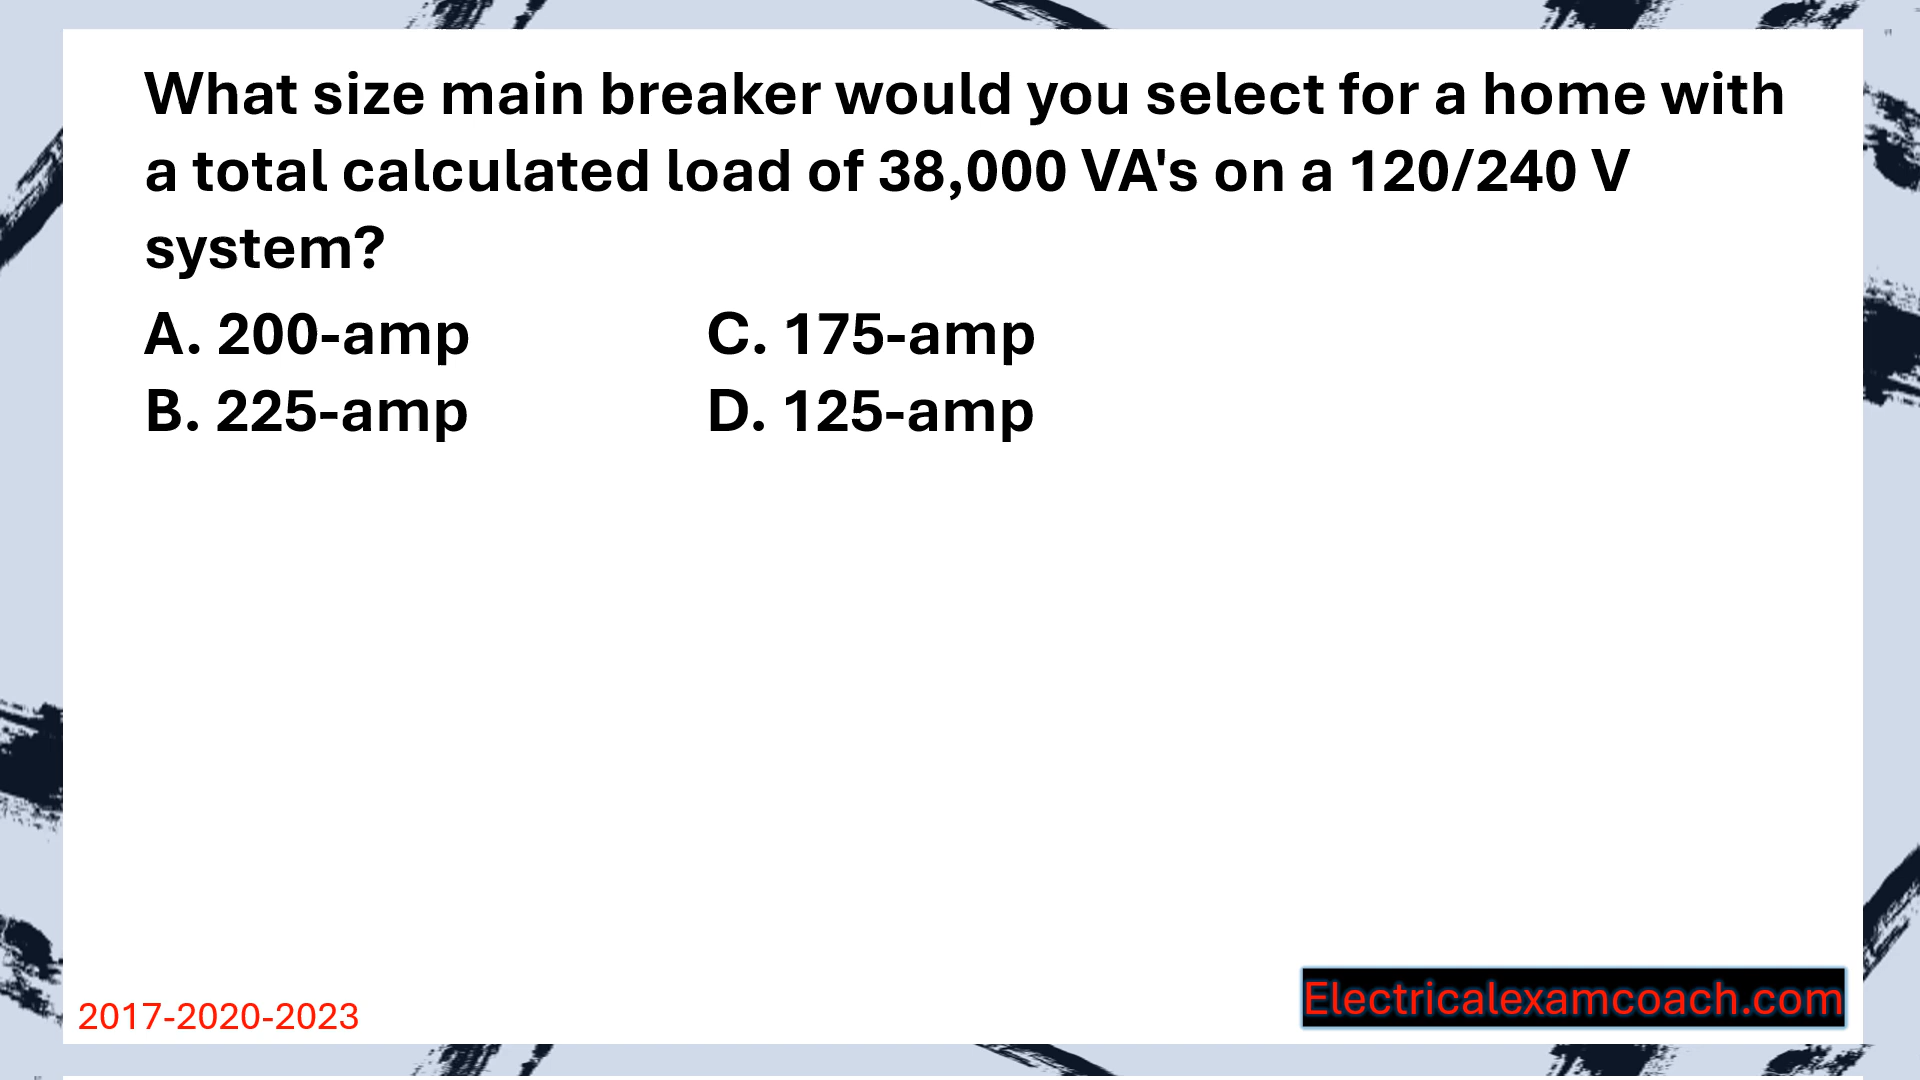 What size main breaker would you select for a home with
a total calculated load of 38,000 VA's on a 120/240 V
system?
A. 200-amp C. 175-amp
B. 225-amp D. 125-amp
2017-2020-2023
Electricalexamcoach.com